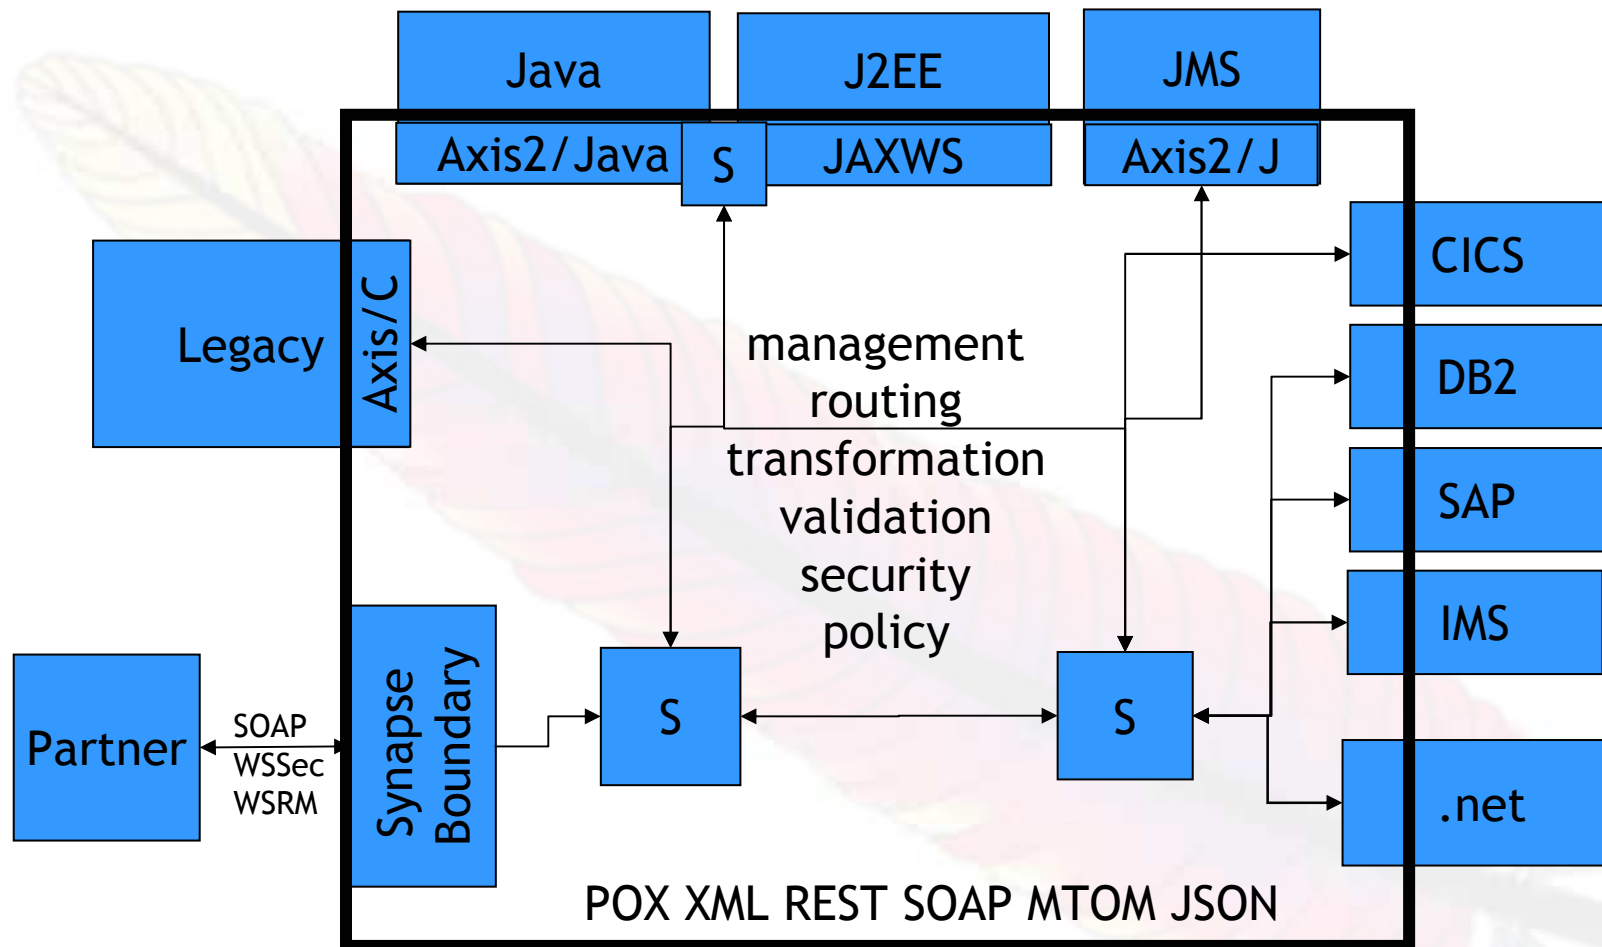 Java
J2EE
JMS
Axis2/Java
S
JAXWS
Axis2/J
CICS
Legacy
Axis/C
management
routing
transformation
validation
security
policy
DB2
SAP
IMS
Partner
SOAP
WSSec
WSRM
Synapse
Boundary
S
S
.net
POX XML REST SOAP MTOM JSON